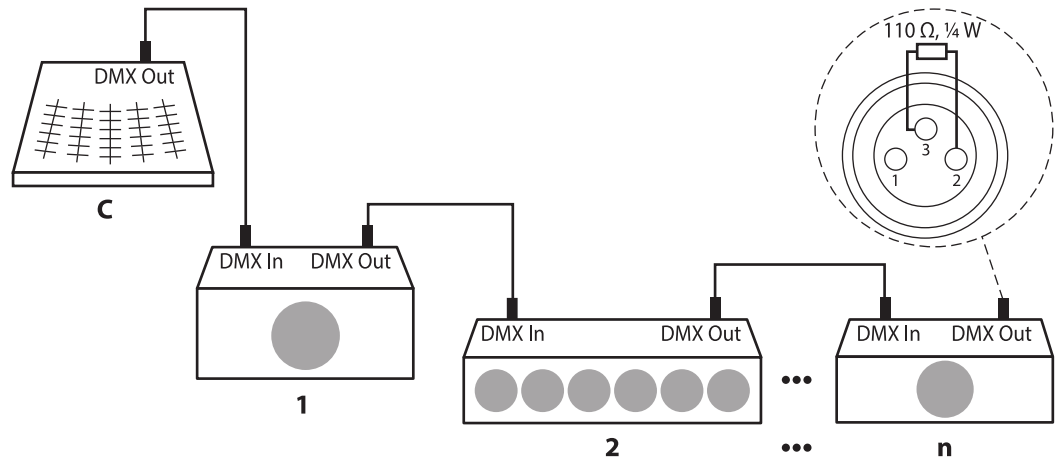 110 Ω, ¼ W
DMX Out
3
1
2
C
DMX In
DMX Out
1
DMX In
DMX Out
•••
DMX In
DMX Out
2
•••
n